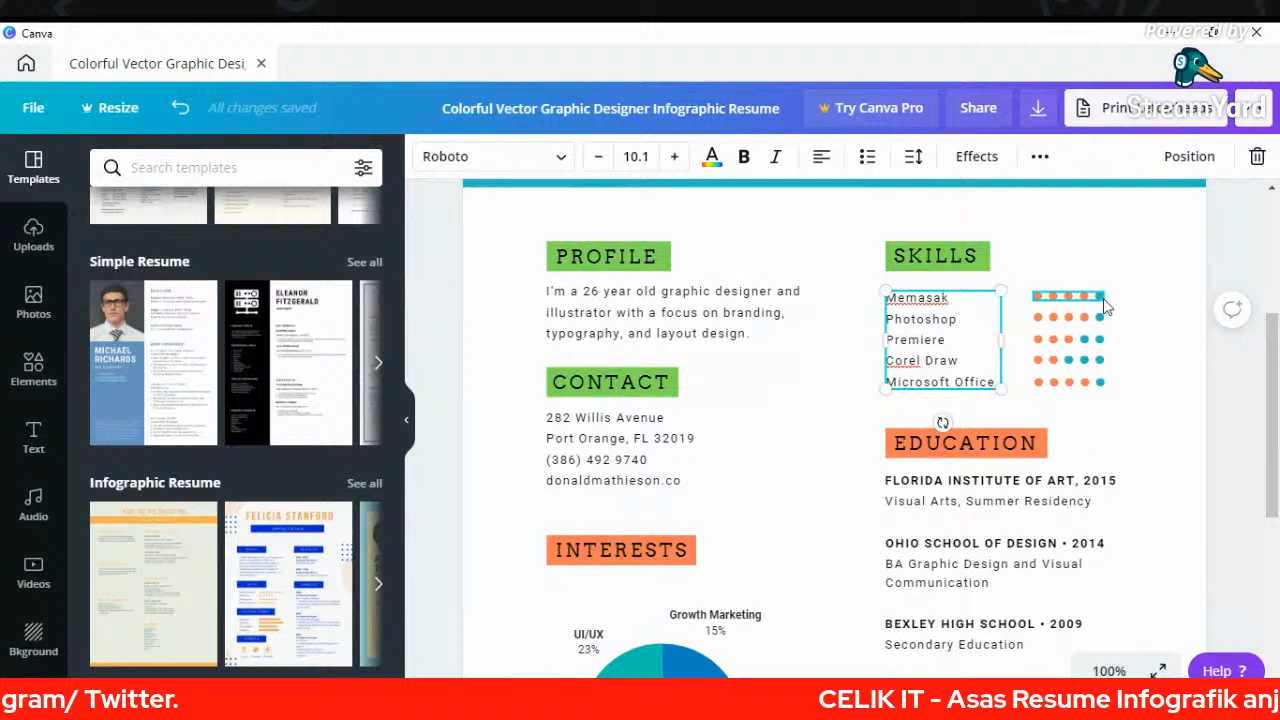 Canva
Powered by
Colorful Vector Graphic Desi
File
Resize
All changes saved
Colorful Vector Graphic Designer Infographic Resume
Try Canva Pro
Share
StreamYard
Roboto
10.1
B
I
Effects
Position
Templates
Uploads
Photos
Elements
Text
Audio
Videos
Bkground
Search templates
Simple Resume
See all
MICHAEL
RICHARDS
ELEANOR
FITZGERALD
Infographic Resume
See all
FELICIA STANFORD
PROFILE
I'm a 26 year old graphic designer and
illustrator with a focus on branding,
typography and layout design.
CONTACT
282 Willis Avenue
Port Orange, FL 32019
(386) 492 9740
donaldmathieson.co
INTERESTS
Growth Marketing
15%
UI/UX
23%
SKILLS
Memasak
Photoshop
Premiere
Corel Draw
Microsoft Office
EDUCATION
FLORIDA INSTITUTE OF ART, 2015
Visual Arts, Summer Residency
OHIO SCHOOL OF DESIGN • 2014
BA Graphic Design and Visual
Communication
BEXLEY HIGH SCHOOL • 2009
Secondary Education
100%
Help ?
gram/ Twitter.
CELIK IT - Asas Resume Infografik anj